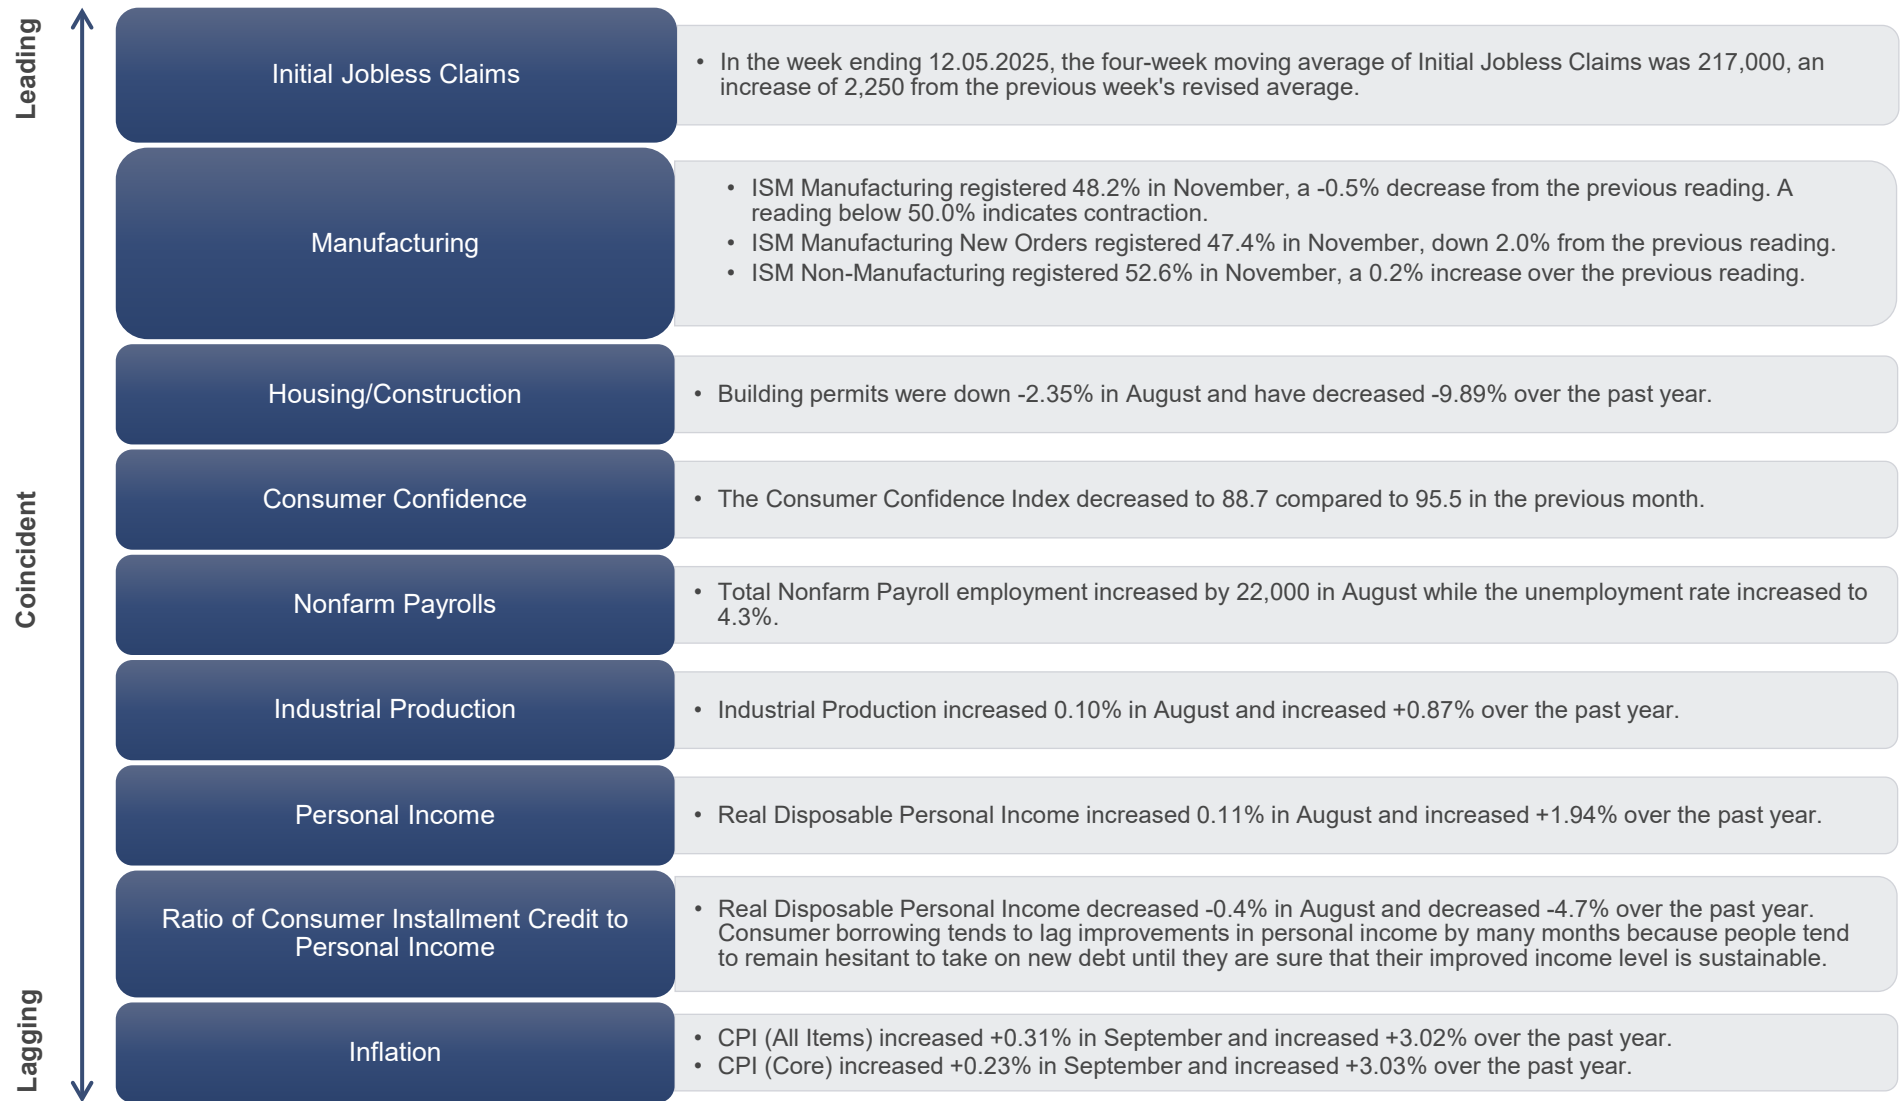 Leading
Initial Jobless Claims
• In the week ending 12.05.2025, the four-week moving average of Initial Jobless Claims was 217,000, an
increase of 2,250 from the previous week's revised average.
Manufacturing
• ISM Manufacturing registered 48.2% in November, a -0.5% decrease from the previous reading. A
reading below 50.0% indicates contraction.
• ISM Manufacturing New Orders registered 47.4% in November, down 2.0% from the previous reading.
• ISM Non-Manufacturing registered 52.6% in November, a 0.2% increase over the previous reading.
Housing/Construction
• Building permits were down -2.35% in August and have decreased -9.89% over the past year.
Coincident
Consumer Confidence
• The Consumer Confidence Index decreased to 88.7 compared to 95.5 in the previous month.
Nonfarm Payrolls
• Total Nonfarm Payroll employment increased by 22,000 in August while the unemployment rate increased to
4.3%.
Industrial Production
• Industrial Production increased 0.10% in August and increased +0.87% over the past year.
Personal Income
• Real Disposable Personal Income increased 0.11% in August and increased +1.94% over the past year.
Ratio of Consumer Installment Credit to
Personal Income
• Real Disposable Personal Income decreased -0.4% in August and decreased -4.7% over the past year.
Consumer borrowing tends to lag improvements in personal income by many months because people tend
to remain hesitant to take on new debt until they are sure that their improved income level is sustainable.
Lagging
Inflation
• CPI (All Items) increased +0.31% in September and increased +3.02% over the past year.
• CPI (Core) increased +0.23% in September and increased +3.03% over the past year.